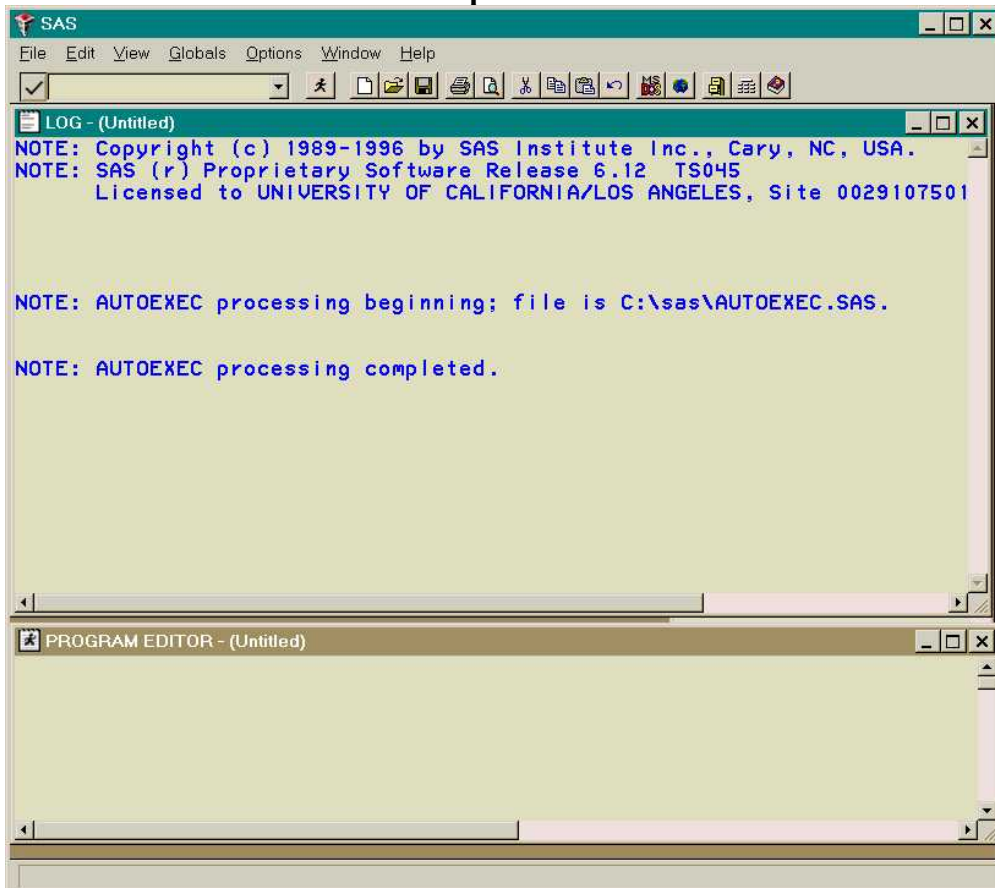 SAS
File Edit View Globals Options Window Help
MS DOS
LOG - (Untitled)
NOTE: Copyright (c) 1989-1996 by SAS Institute Inc., Cary, NC, USA.
NOTE: SAS (r) Proprietary Software Release 6.12 TS045
Licensed to UNIVERSITY OF CALIFORNIA/LOS ANGELES, Site 0029107501
NOTE: AUTOEXEC processing beginning; file is C:\sas\AUTOEXEC.SAS.
NOTE: AUTOEXEC processing completed.
PROGRAM EDITOR - (Untitled)